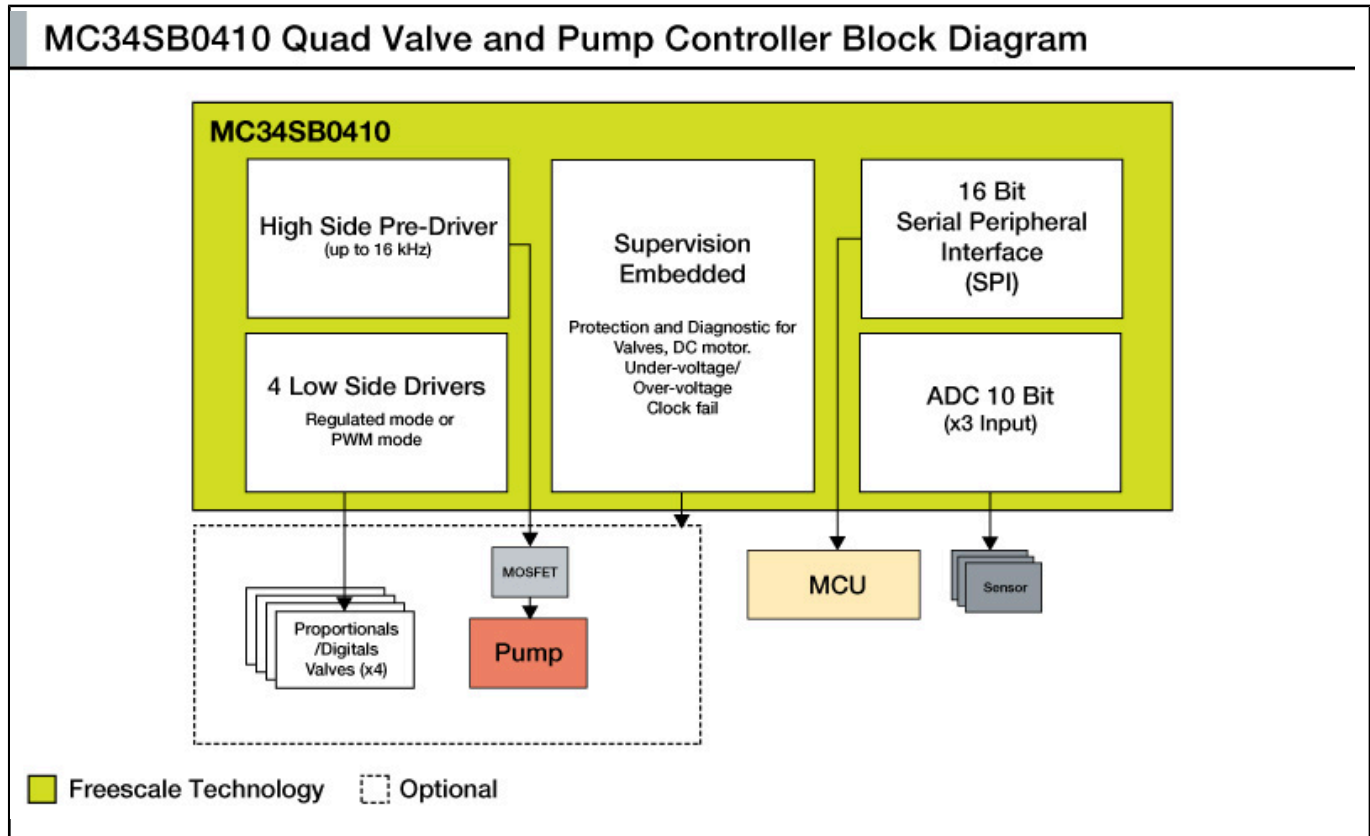 MC34SB0410 Quad Valve and Pump Controller Block Diagram
MC34SB0410
High Side Pre-Driver
(up to 16 kHz)
4 Low Side Drivers
Regulated mode or
PWM mode
Supervision
Embedded
Protection and Diagnostic for
Valves, DC motor.
Under-voltage/
Over-voltage
Clock fail
16 Bit
Serial Peripheral
Interface
(SPI)
ADC 10 Bit
(x3 Input)
Proportionals
/Digitals
Valves (x4)
MOSFET
Pump
MCU
Sensor
Freescale Technology
Optional